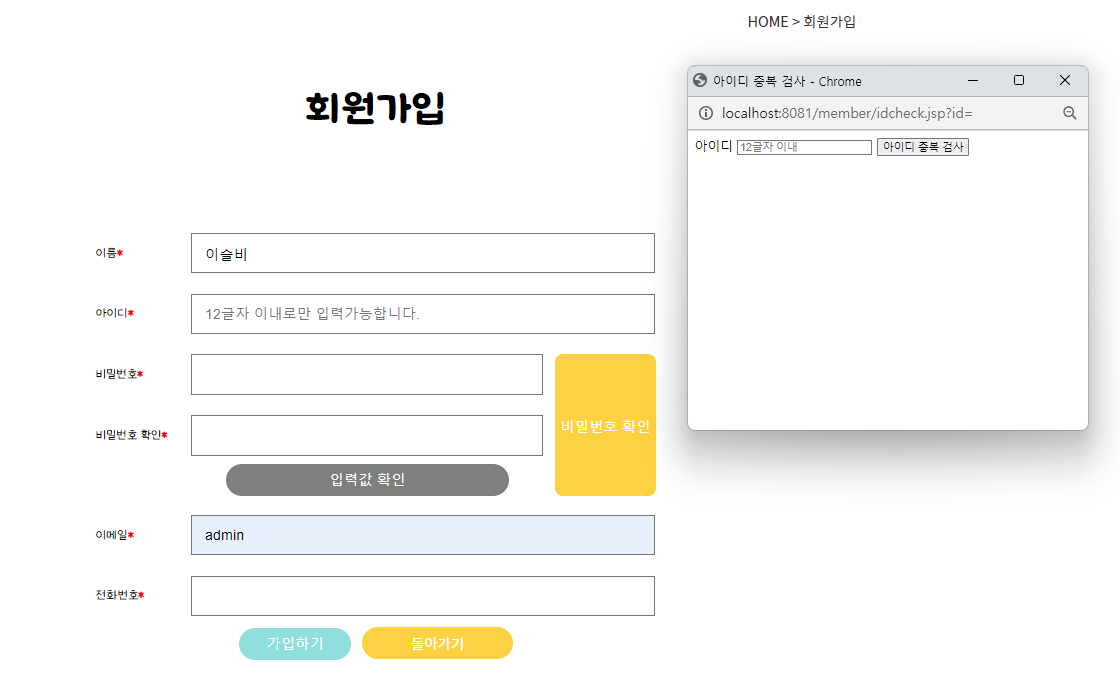 HOME > 회원가입
회원가입
이름*
이슬비
아이디*
12글자 이내로만 입력가능합니다.
비밀번호*
비밀번호 확인*
비밀번호 확인
입력값 확인
이메일*
admin
전화번호*
가입하기
돌아가기
아이디 중복 검사 - Chrome
localhost:8081/member/idcheck.jsp?id=
아이디 12글자 이내 아이디 중복 검사